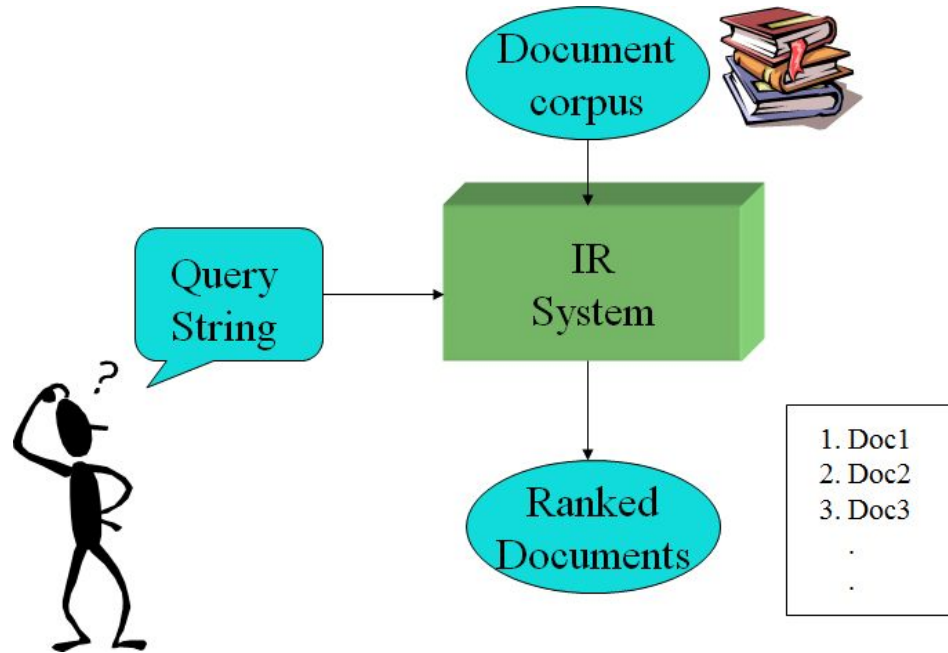 Document
corpus
IR
System
Query
String
?
Ranked
Documents
1. Doc1
2. Doc2
3. Doc3
.
.